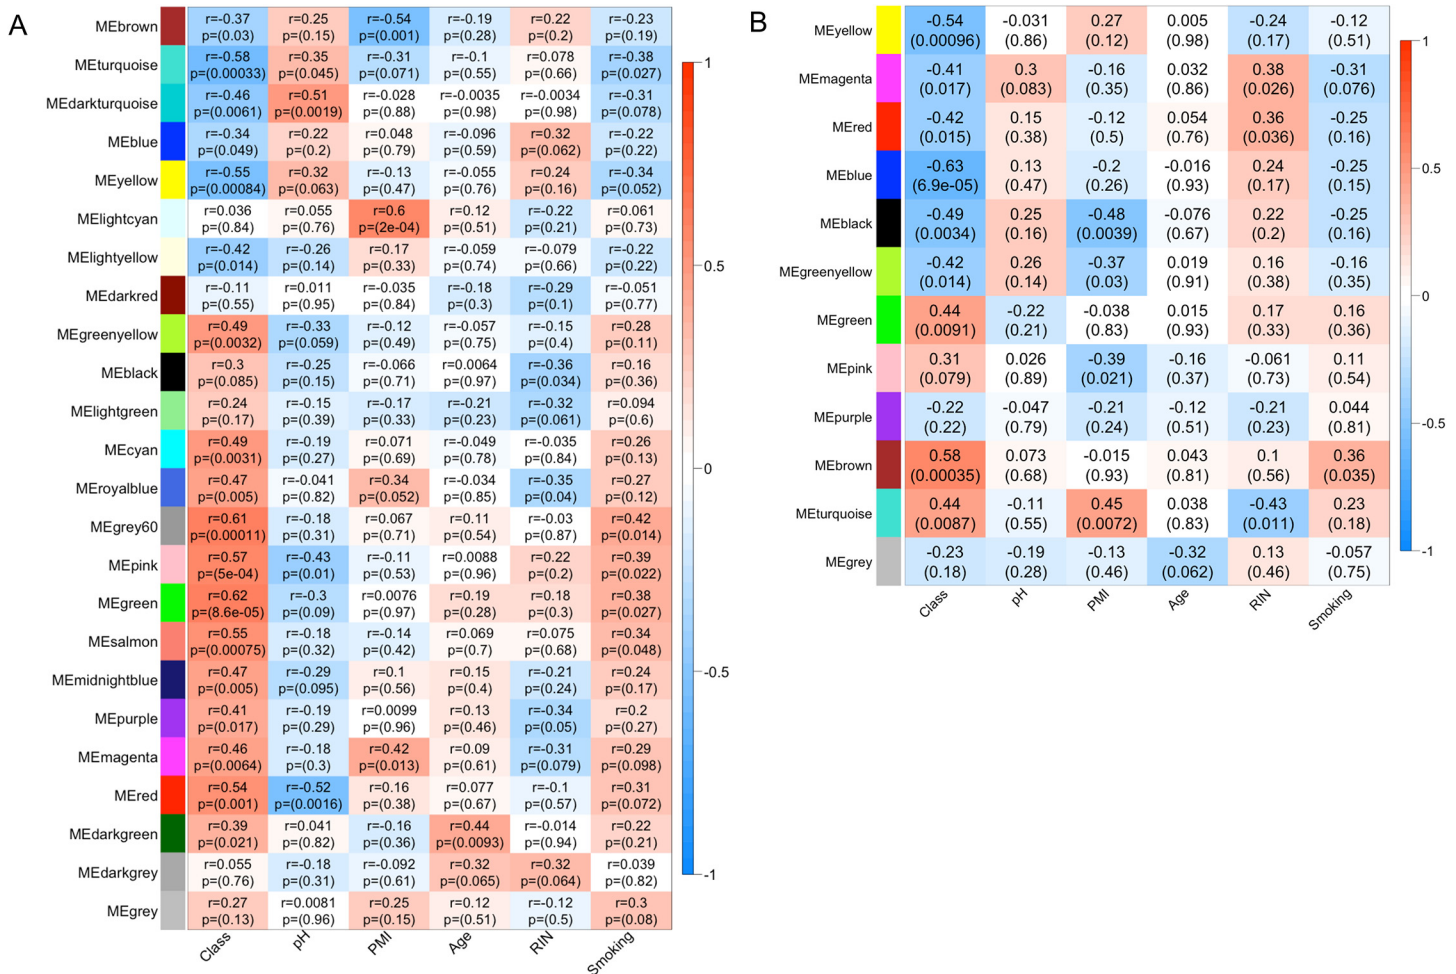 A
MEbrown r=-0.37 r=0.25 r=-0.54 r=-0.19 r=0.22 r=-0.23
p=(0.03) p=(0.15) p=(0.001) p=(0.28) p=(0.2) p=(0.19)
MEturquoise r=-0.58 r=0.35 r=-0.31 r=-0.1 r=0.078 r=-0.38
p=(0.00033) p=(0.045) p=(0.071) p=(0.55) p=(0.66) p=(0.027)
MEdarkturquoise r=-0.46 r=0.51 r=-0.028 r=-0.0035 r=-0.0034 r=-0.31
p=(0.0061) p=(0.0019) p=(0.88) p=(0.98) p=(0.98) p=(0.078)
MEblue r=-0.34 r=0.22 r=0.048 r=-0.096 r=0.32 r=-0.22
p=(0.049) p=(0.2) p=(0.79) p=(0.59) p=(0.062) p=(0.22)
MEyellow r=-0.55 r=0.32 r=-0.13 r=-0.055 r=0.24 r=-0.34
p=(0.00084) p=(0.063) p=(0.47) p=(0.76) p=(0.16) p=(0.052)
MElightcyan r=0.036 r=0.055 r=0.6 r=0.12 r=-0.22 r=0.061
p=(0.84) p=(0.76) p=(2e-04) p=(0.51) p=(0.21) p=(0.73)
MElightyellow r=-0.42 r=-0.26 r=0.17 r=-0.059 r=-0.079 r=-0.22
p=(0.014) p=(0.14) p=(0.33) p=(0.74) p=(0.66) p=(0.22)
MEdarkred r=-0.11 r=0.011 r=-0.035 r=-0.18 r=-0.29 r=-0.051
p=(0.55) p=(0.95) p=(0.84) p=(0.3) p=(0.1) p=(0.77)
MEgreenyellow r=0.49 r=-0.33 r=-0.12 r=-0.057 r=-0.15 r=0.28
p=(0.0032) p=(0.059) p=(0.49) p=(0.75) p=(0.4) p=(0.11)
MEblack r=0.3 r=-0.25 r=-0.066 r=0.0064 r=-0.36 r=0.16
p=(0.085) p=(0.15) p=(0.71) p=(0.97) p=(0.034) p=(0.36)
MElightgreen r=0.24 r=-0.15 r=-0.17 r=-0.21 r=-0.32 r=0.094
p=(0.17) p=(0.39) p=(0.33) p=(0.23) p=(0.061) p=(0.6)
MEcyan r=0.49 r=-0.19 r=0.071 r=-0.049 r=-0.035 r=0.26
p=(0.0031) p=(0.27) p=(0.69) p=(0.78) p=(0.84) p=(0.13)
MEroyalblue r=0.47 r=-0.041 r=0.34 r=-0.034 r=-0.35 r=0.27
p=(0.005) p=(0.82) p=(0.052) p=(0.85) p=(0.04) p=(0.12)
MEgrey60 r=0.61 r=-0.18 r=0.067 r=0.11 r=-0.03 r=0.42
p=(0.00011) p=(0.31) p=(0.71) p=(0.54) p=(0.87) p=(0.014)
MEpink r=0.57 r=-0.43 r=-0.11 r=0.0088 r=0.22 r=0.39
p=(5e-04) p=(0.01) p=(0.53) p=(0.96) p=(0.2) p=(0.022)
MEgreen r=0.62 r=-0.3 r=0.0076 r=0.19 r=0.18 r=0.38
p=(8.6e-05) p=(0.09) p=(0.97) p=(0.28) p=(0.3) p=(0.027)
MEsalmon r=0.55 r=-0.18 r=-0.14 r=0.069 r=0.075 r=0.34
p=(0.00075) p=(0.32) p=(0.42) p=(0.7) p=(0.68) p=(0.048)
MEmidnightblue r=0.47 r=-0.29 r=0.1 r=0.15 r=-0.21 r=0.24
p=(0.005) p=(0.095) p=(0.56) p=(0.4) p=(0.24) p=(0.17)
MEpurple r=0.41 r=-0.19 r=0.0099 r=0.13 r=-0.34 r=0.2
p=(0.017) p=(0.29) p=(0.96) p=(0.46) p=(0.05) p=(0.27)
MEmagenta r=0.46 r=-0.18 r=0.42 r=0.09 r=-0.31 r=0.29
p=(0.0064) p=(0.3) p=(0.013) p=(0.61) p=(0.079) p=(0.098)
MEred r=0.54 r=-0.52 r=0.16 r=0.077 r=-0.1 r=0.31
p=(0.001) p=(0.0016) p=(0.38) p=(0.67) p=(0.57) p=(0.072)
MEdarkgreen r=0.39 r=0.041 r=-0.16 r=0.44 r=-0.014 r=0.22
p=(0.021) p=(0.82) p=(0.36) p=(0.0093) p=(0.94) p=(0.21)
MEdarkgrey r=0.055 r=-0.18 r=-0.092 r=0.32 r=0.32 r=0.039
p=(0.76) p=(0.31) p=(0.61) p=(0.065) p=(0.064) p=(0.82)
MEgrey r=0.27 r=0.0081 r=0.25 r=0.12 r=-0.12 r=0.3
p=(0.13) p=(0.96) p=(0.15) p=(0.51) p=(0.5) p=(0.08)
Class pH PMI Age RIN Smoking
1
0.5
0
-0.5
-1
B
MEyellow -0.54 -0.031 0.27 0.005 -0.24 -0.12
(0.00096) (0.86) (0.12) (0.98) (0.17) (0.51)
MEmagenta -0.41 0.3 -0.16 0.032 0.38 -0.31
(0.017) (0.083) (0.35) (0.86) (0.026) (0.076)
MEred -0.42 0.15 -0.12 0.054 0.36 -0.25
(0.015) (0.38) (0.5) (0.76) (0.036) (0.16)
MEblue -0.63 0.13 -0.2 -0.016 0.24 -0.25
(6.9e-05) (0.47) (0.26) (0.93) (0.17) (0.15)
MEblack -0.49 0.25 -0.48 -0.076 0.22 -0.25
(0.0034) (0.16) (0.0039) (0.67) (0.2) (0.16)
MEgreenyellow -0.42 0.26 -0.37 0.019 0.16 -0.16
(0.014) (0.14) (0.03) (0.91) (0.38) (0.35)
MEgreen 0.44 -0.22 -0.038 0.015 0.17 0.16
(0.0091) (0.21) (0.83) (0.93) (0.33) (0.36)
MEpink 0.31 0.026 -0.39 -0.16 -0.061 0.11
(0.079) (0.89) (0.021) (0.37) (0.73) (0.54)
MEpurple -0.22 -0.047 -0.21 -0.12 -0.21 0.044
(0.22) (0.79) (0.24) (0.51) (0.23) (0.81)
MEbrown 0.58 0.073 -0.015 0.043 0.1 0.36
(0.00035) (0.68) (0.93) (0.81) (0.56) (0.035)
MEturquoise 0.44 -0.11 0.45 0.038 -0.43 0.23
(0.0087) (0.55) (0.0072) (0.83) (0.011) (0.18)
MEgrey -0.23 -0.19 -0.13 -0.32 0.13 -0.057
(0.18) (0.28) (0.46) (0.062) (0.46) (0.75)
Class pH PMI Age RIN Smoking
1
0.5
0
-0.5
-1